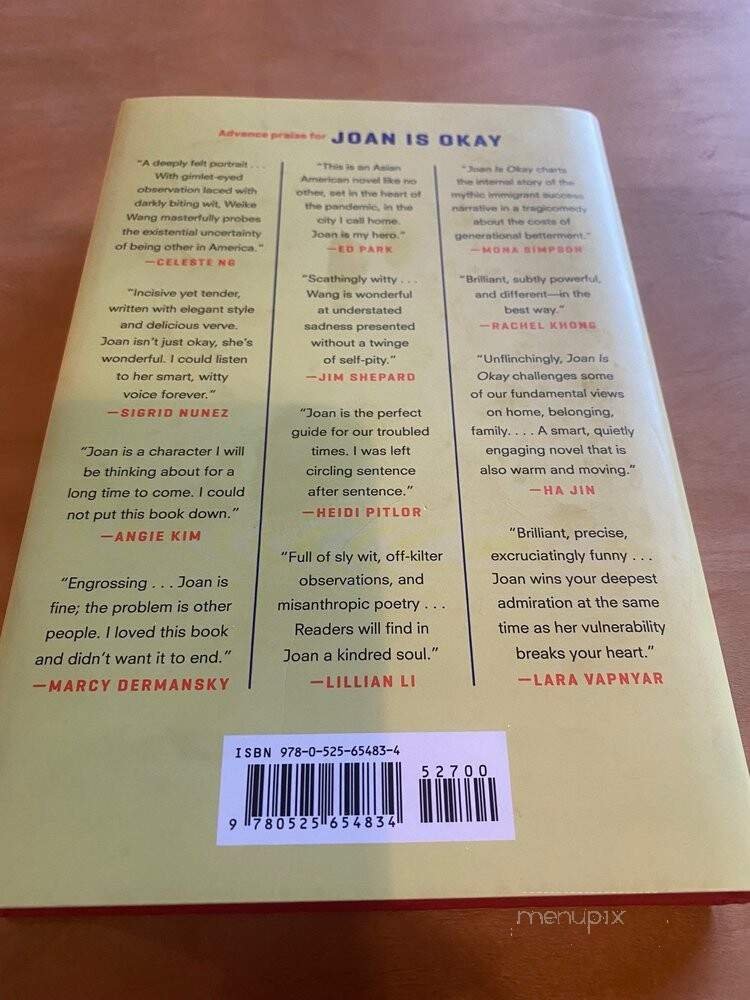 Advance praise for JOAN IS OKAY
"A deeply felt portrait . . .
With gimlet-eyed
observation laced with
darkly biting wit, Weike
Wang masterfully probes
the existential uncertainty
of being other in America."
—CELESTE NG
"Incisive yet tender,
written with elegant style
and delicious verve.
Joan isn't just okay, she's
wonderful. I could listen
to her smart, witty
voice forever."
—SIGRID NUNEZ
"Joan is a character I will
be thinking about for a
long time to come. I could
not put this book down."
—ANGIE KIM
"Engrossing . . . Joan is
fine; the problem is other
people. I loved this book
and didn't want it to end."
—MARCY DERMANSKY
"This is an Asian
American novel like no
other, set in the heart of
the pandemic, in the
city I call home.
Joan is my hero."
—ED PARK
"Scathingly witty . . .
Wang is wonderful
at understated
sadness presented
without a twinge
of self-pity."
—JIM SHEPARD
"Joan is the perfect
guide for our troubled
times. I was left
circling sentence
after sentence."
—HEIDI PITLOR
"Full of sly wit, off-kilter
observations, and
misanthropic poetry . . .
Readers will find in
Joan a kindred soul."
—LILLIAN LI
"Joan Is Okay charts
the internal story of the
mythic immigrant success
narrative in a tragicomedy
about the costs of
generational betterment."
—MONA SIMPSON
"Brilliant, subtly powerful,
and different—in the
best way."
—RACHEL KHONG
"Unflinchingly, Joan Is
Okay challenges some
of our fundamental views
on home, belonging,
family. . . . A smart, quietly
engaging novel that is
also warm and moving."
—HA JIN
"Brilliant, precise,
excruciatingly funny . . .
Joan wins your deepest
admiration at the same
time as her vulnerability
breaks your heart."
—LARA VAPNYAR
ISBN 978-0-525-65483-4
52700
9 780525 654834
menupix